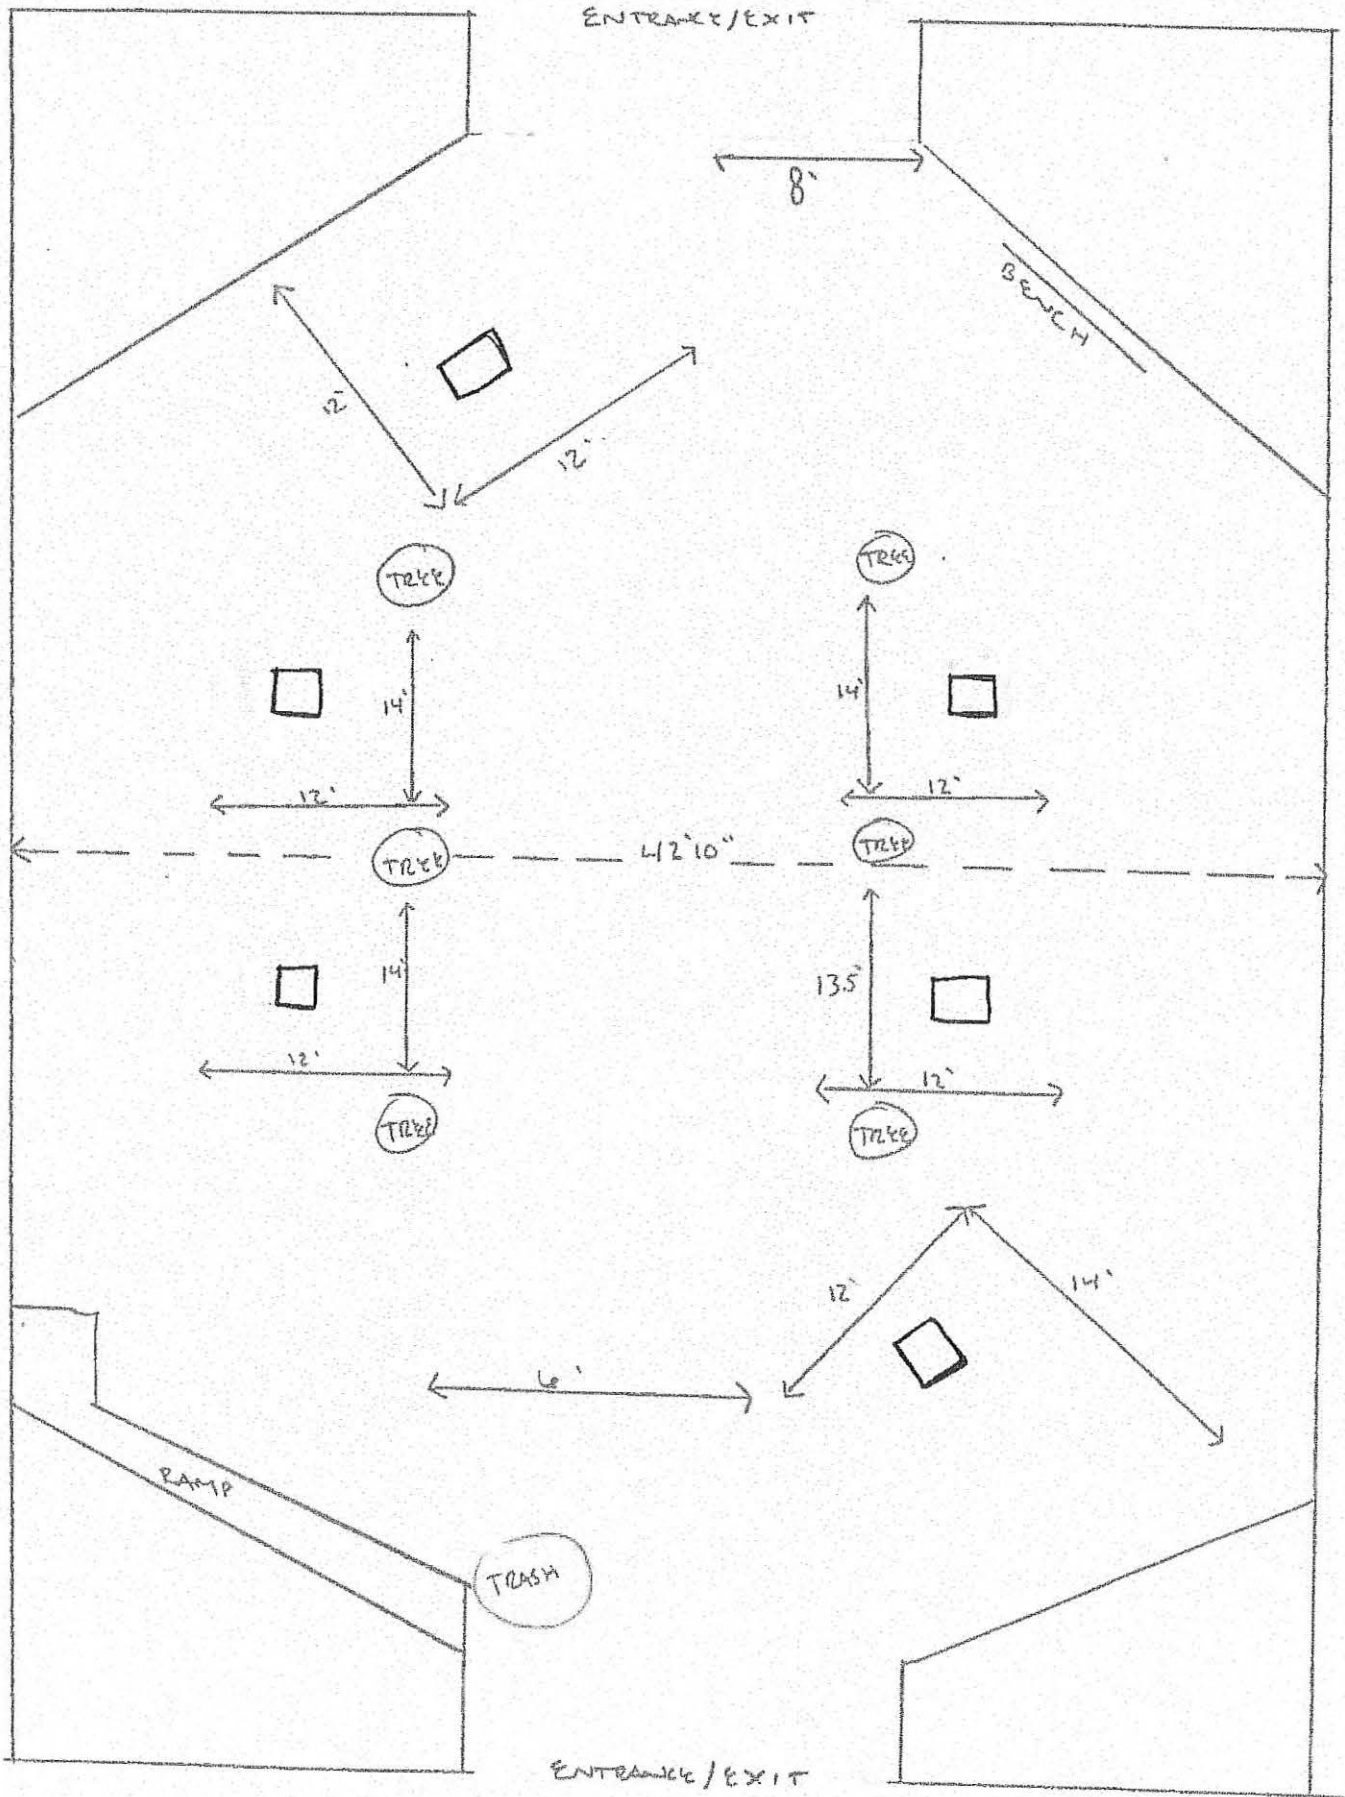 ENTRANCE/EXIT
8'
BENCH
12'
12'
TREE
TREE
14'
14'
12'
12'
TREE
42'10"
TREE
14'
13.5'
12'
12'
TREE
TREE
12'
14'
6'
RAMP
TRASH
ENTRANCE/EXIT